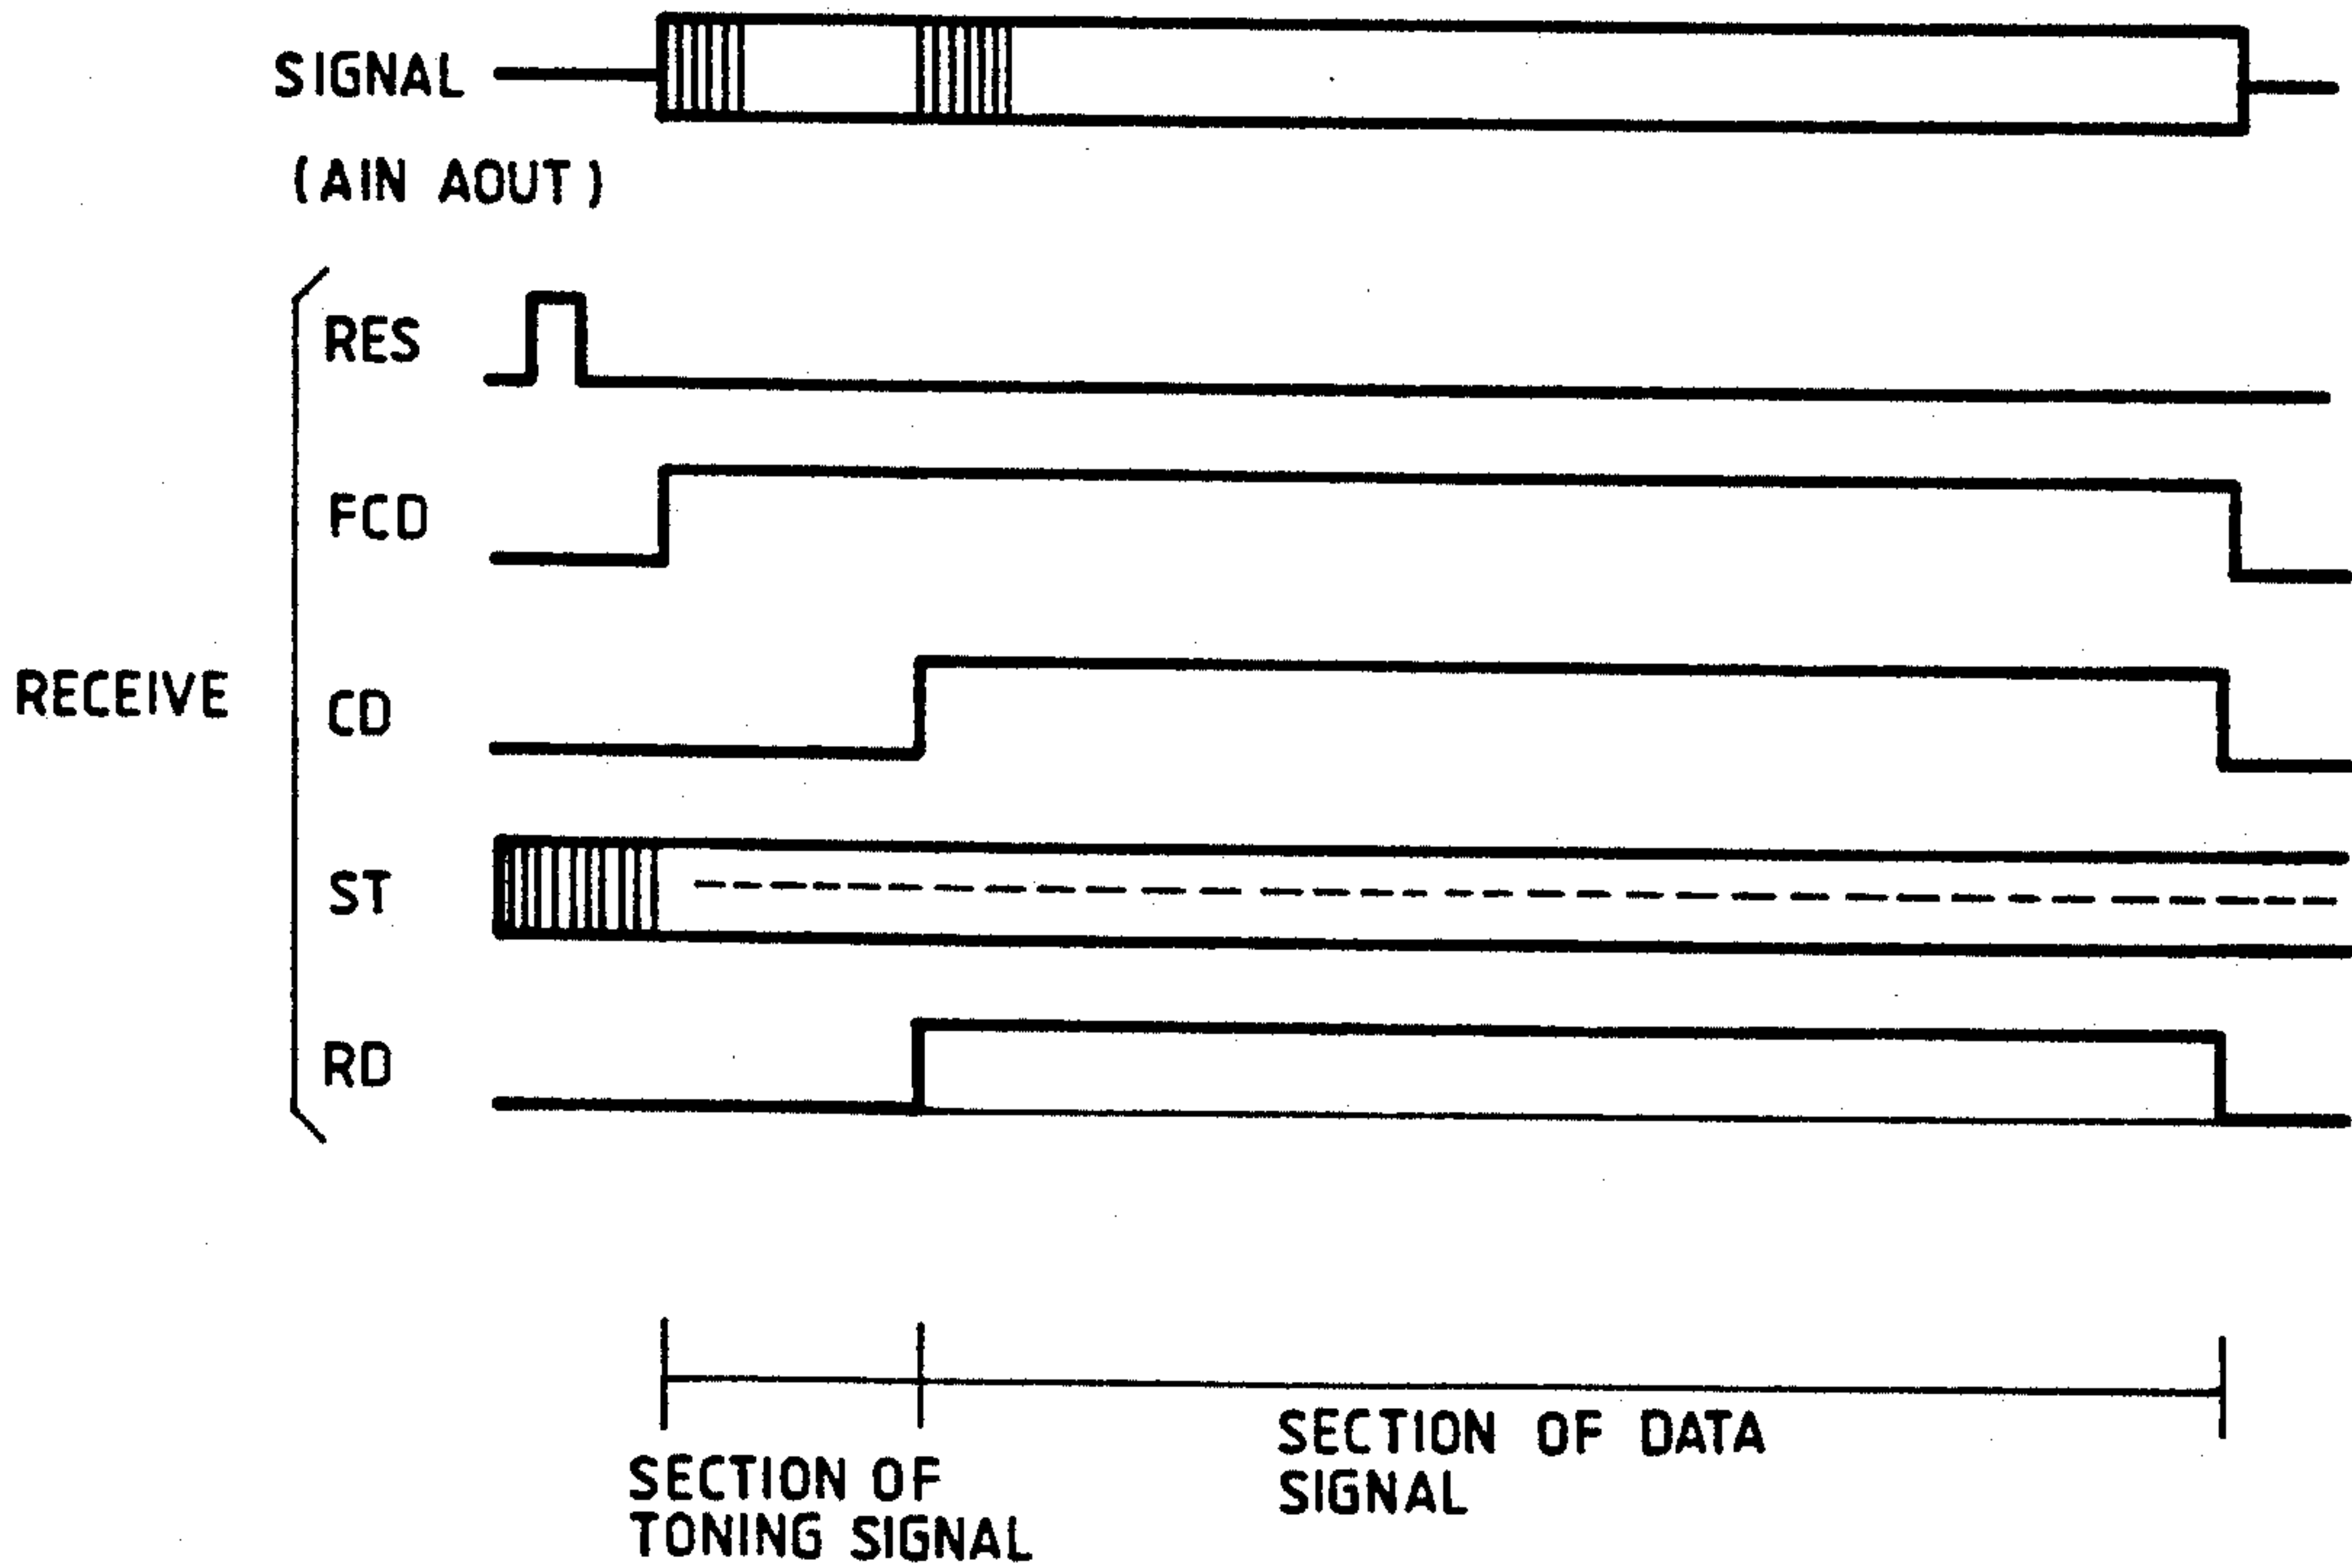 SIGNAL
(AIN AOUT)
RECEIVE
RES
FCD
CD
ST
RD
SECTION OF
TONING SIGNAL
SECTION OF DATA
SIGNAL